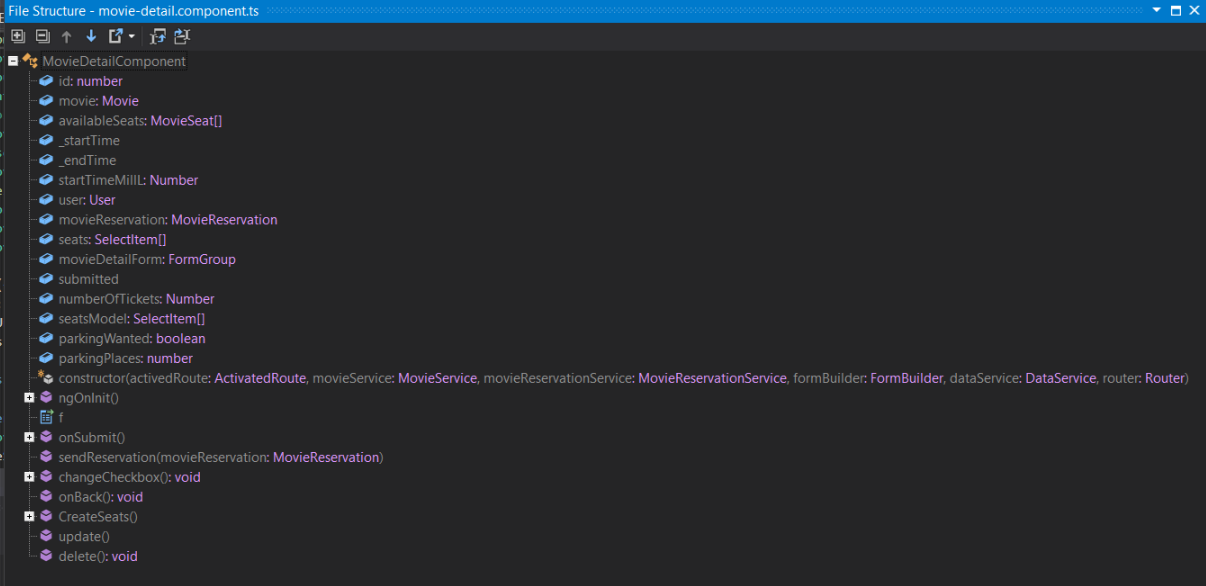 File Structure - movie-detail.component.ts
MovieDetailComponent
id: number
movie: Movie
availableSeats: MovieSeat[]
_startTime
_endTime
startTimeMillL: Number
user: User
movieReservation: MovieReservation
seats: SelectItem[]
movieDetailForm: FormGroup
submitted
numberOfTickets: Number
seatsModel: SelectItem[]
parkingWanted: boolean
parkingPlaces: number
constructor(activedRoute: ActivatedRoute, movieService: MovieService, movieReservationService: MovieReservationService, formBuilder: FormBuilder, dataService: DataService, router: Router)
ngOnInit()
f
onSubmit()
sendReservation(movieReservation: MovieReservation)
changeCheckbox(): void
onBack(): void
CreateSeats()
update()
delete(): void